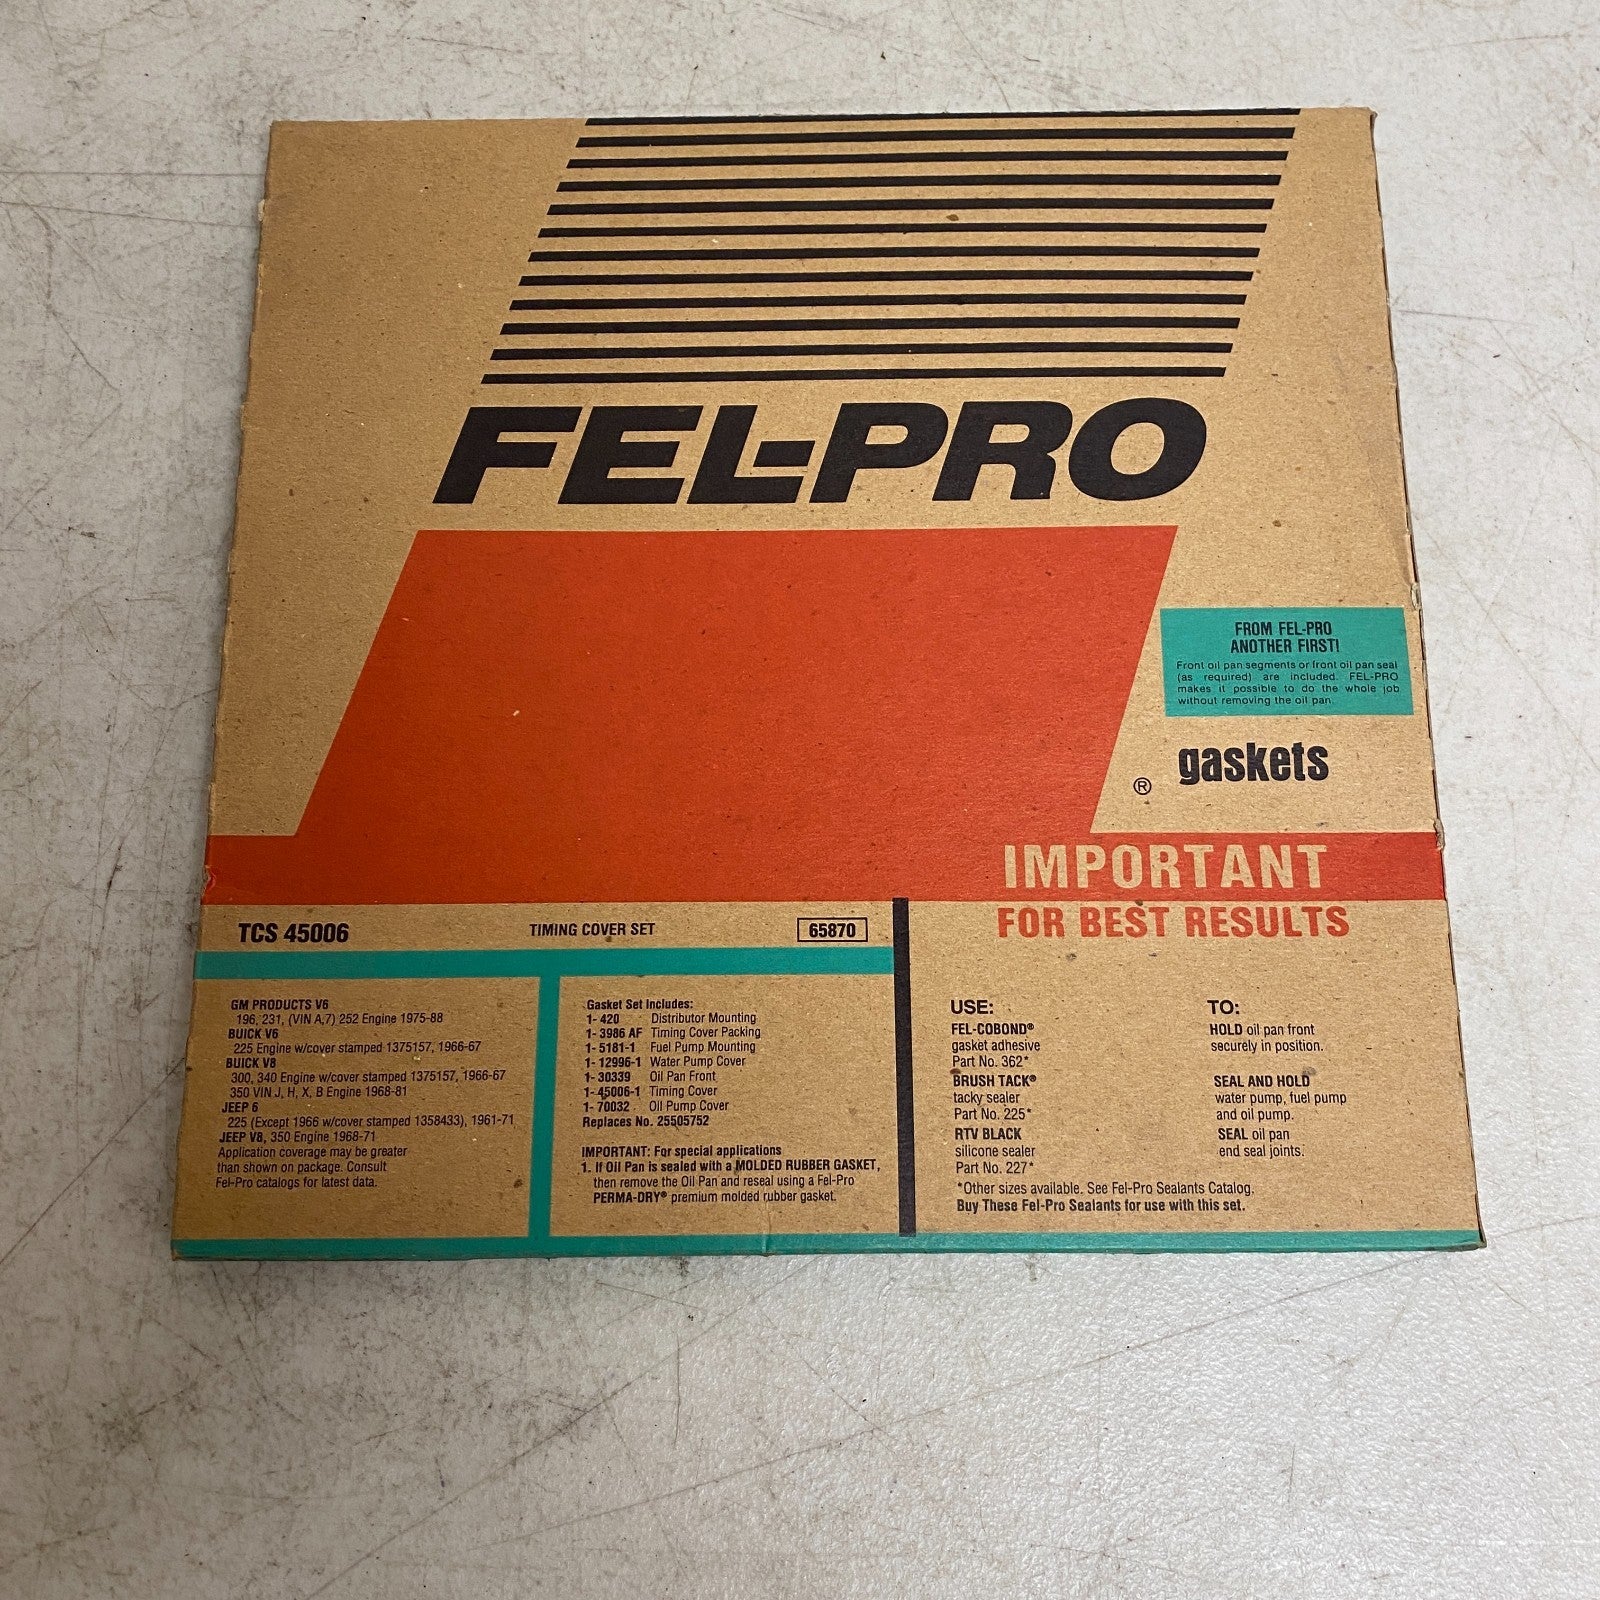 FEL-PRO
FROM FEL-PRO
ANOTHER FIRST!
Front oil pan segments or front oil pan seal
(as required) are included. FEL-PRO
makes it possible to do the whole job
without removing the oil pan.
® gaskets
IMPORTANT
FOR BEST RESULTS
TCS 45006 TIMING COVER SET 65870
GM PRODUCTS V6
196, 231, (VIN A,7) 252 Engine 1975-88
BUICK V6
225 Engine w/cover stamped 1375157, 1966-67
BUICK V8
300, 340 Engine w/cover stamped 1375157, 1966-67
350 VIN J, H, X, B Engine 1968-81
JEEP 6
225 (Except 1966 w/cover stamped 1358433), 1961-71
JEEP V8, 350 Engine 1968-71
Application coverage may be greater
than shown on package. Consult
Fel-Pro catalogs for latest data.
Gasket Set Includes:
1- 420 Distributor Mounting
1- 3986 AF Timing Cover Packing
1- 5181-1 Fuel Pump Mounting
1- 12996-1 Water Pump Cover
1- 30339 Oil Pan Front
1- 45006-1 Timing Cover
1- 70032 Oil Pump Cover
Replaces No. 25505752
IMPORTANT: For special applications
1. If Oil Pan is sealed with a MOLDED RUBBER GASKET,
then remove the Oil Pan and reseal using a Fel-Pro
PERMA-DRY® premium molded rubber gasket.
USE: TO:
FEL-COBOND® HOLD oil pan front
gasket adhesive securely in position.
Part No. 362*
BRUSH TACK® SEAL AND HOLD
tacky sealer water pump, fuel pump
Part No. 225* and oil pump.
RTV BLACK SEAL oil pan
silicone sealer end seal joints.
Part No. 227*
*Other sizes available. See Fel-Pro Sealants Catalog.
Buy These Fel-Pro Sealants for use with this set.